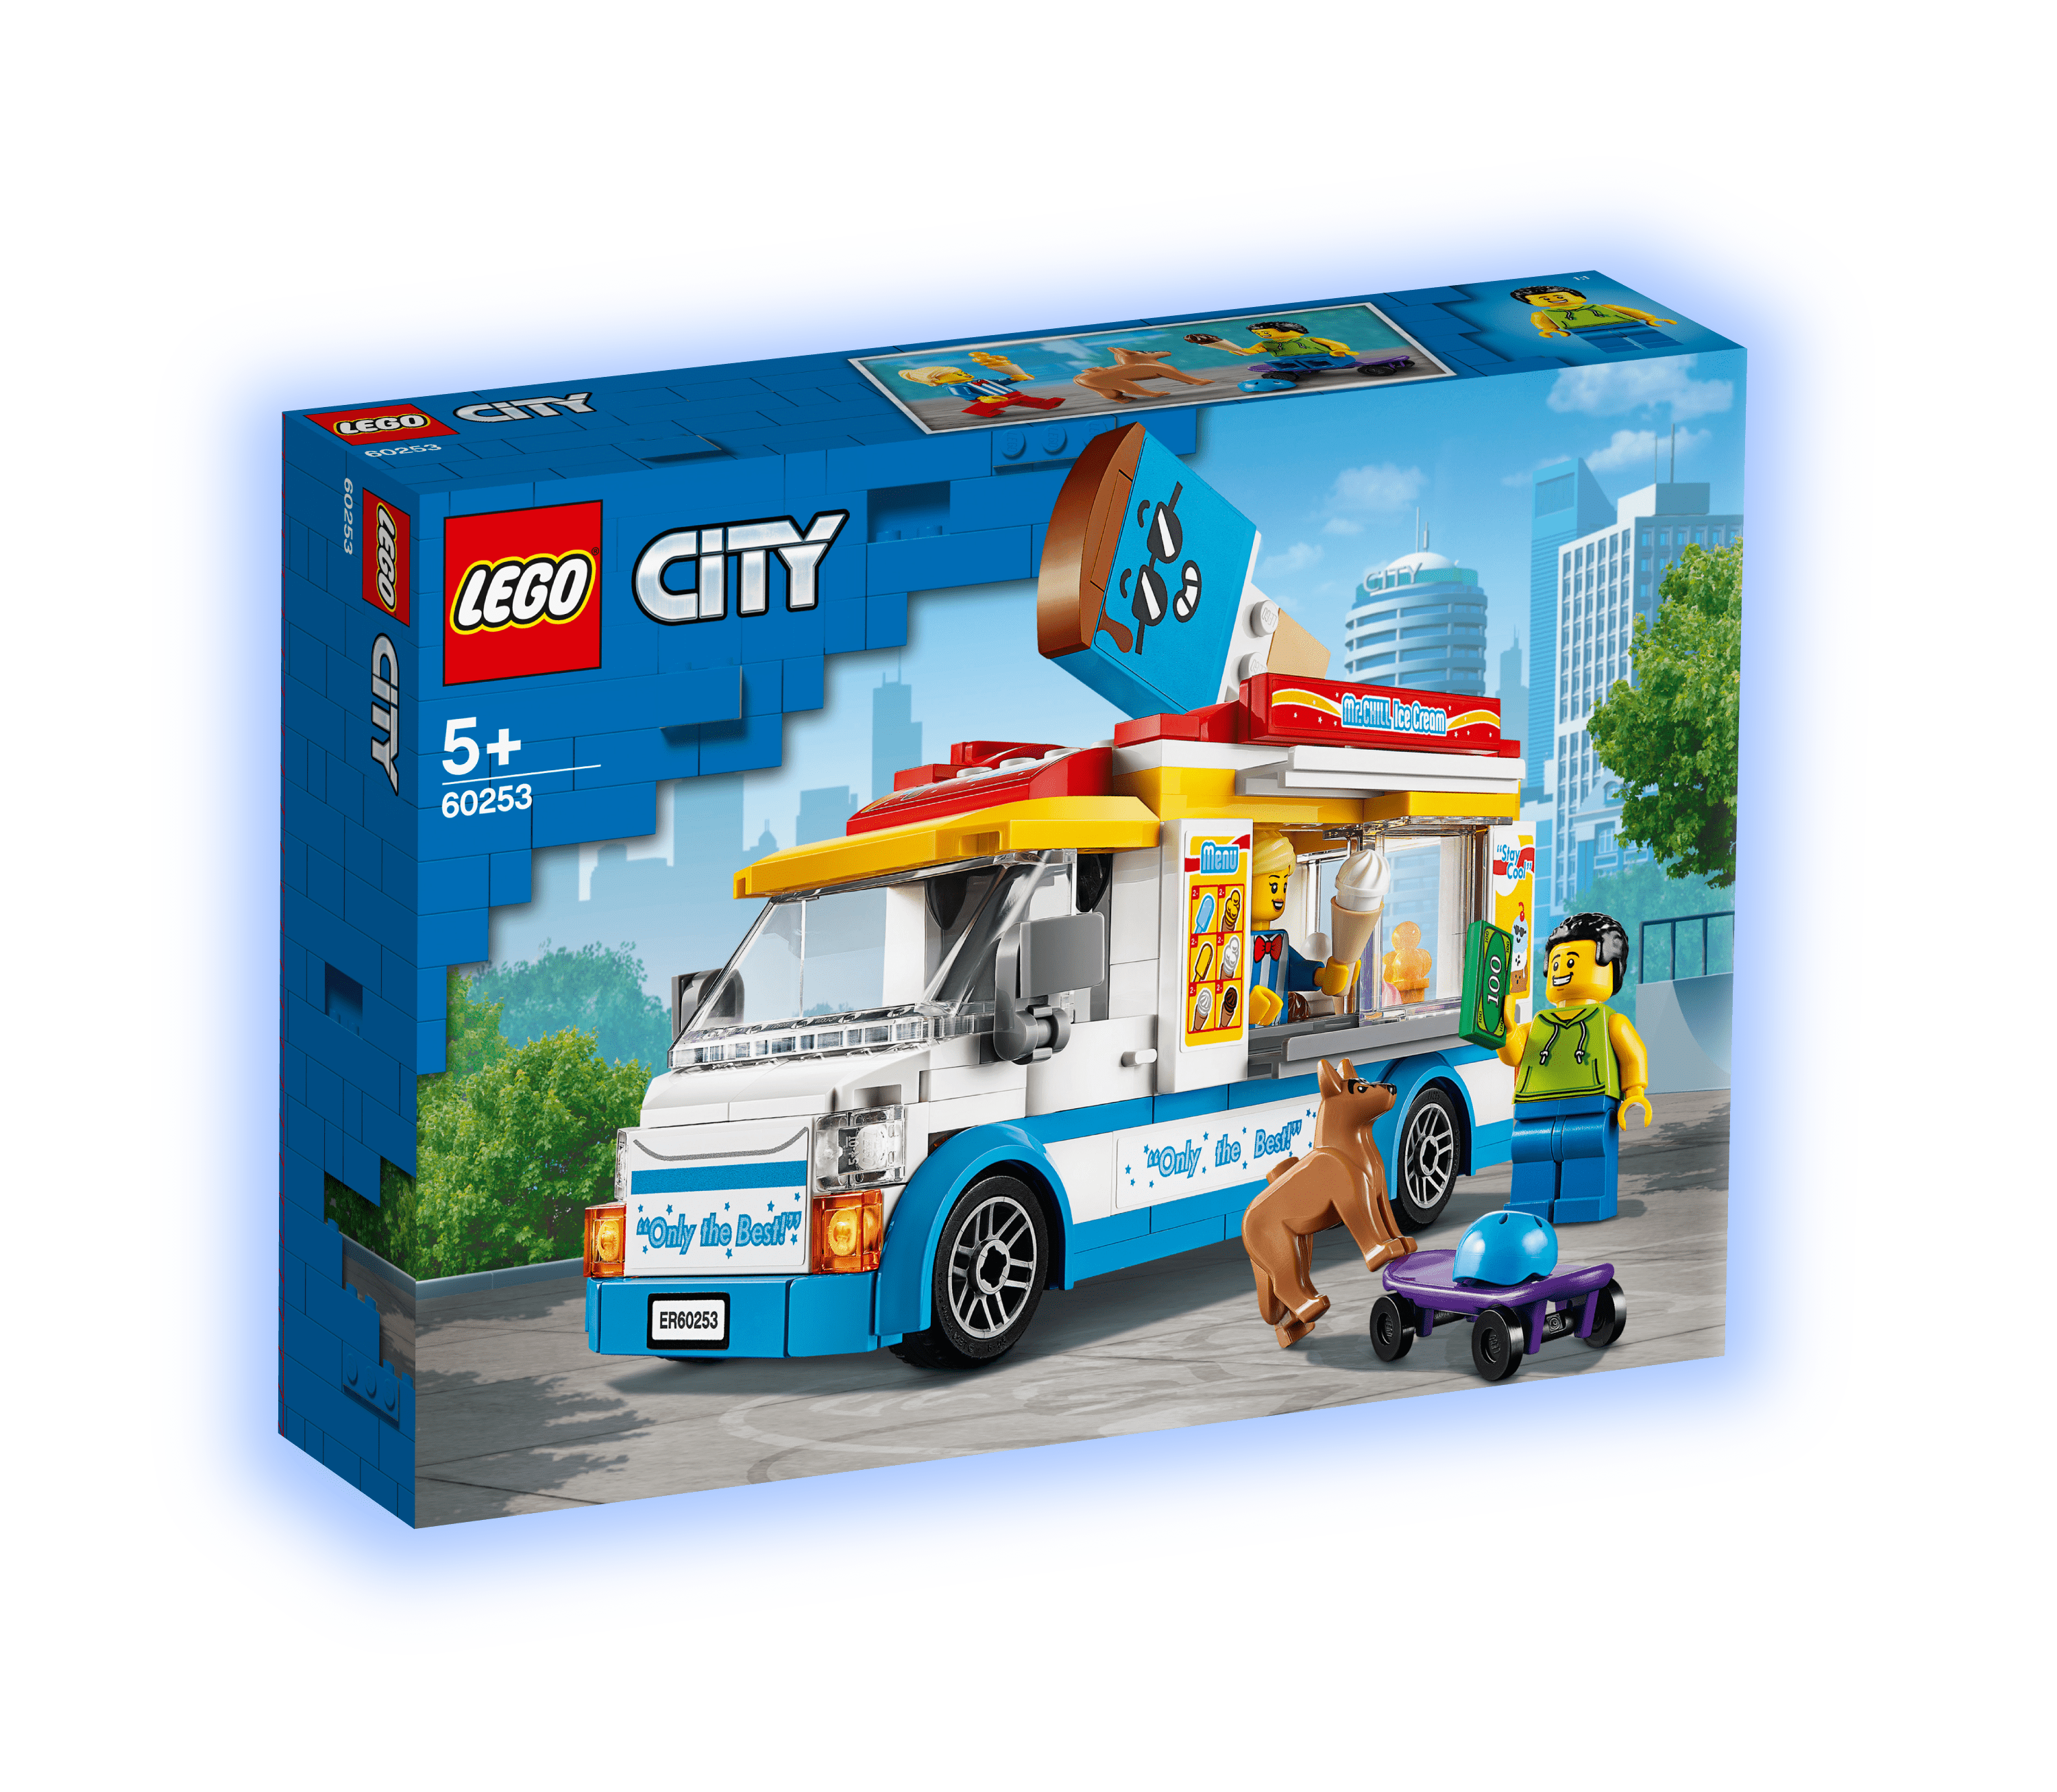 LEGO
CITY
60253
60253
LEGO
CITY
LEGO®
CITY
5+
60253
CITY
Mr.CHILL Ice Cream
Menu
"Stay
Cool"
100
"Only the Best!"
"Only the Best!"
ER60253